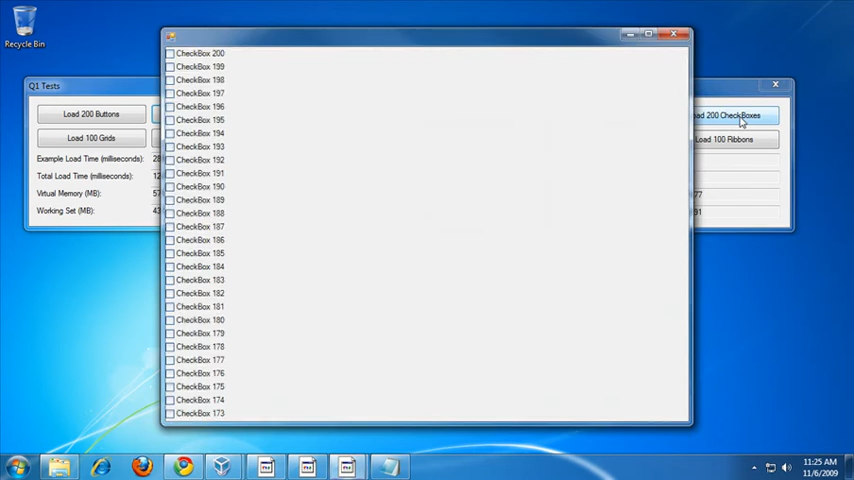 Recycle Bin
Q1 Tests
Load 200 Buttons
Load 100 Grids
Example Load Time (milliseconds):
Total Load Time (milliseconds):
Virtual Memory (MB):
Working Set (MB):
CheckBox 200
CheckBox 199
CheckBox 198
CheckBox 197
CheckBox 196
CheckBox 195
CheckBox 194
CheckBox 193
CheckBox 192
CheckBox 191
CheckBox 190
CheckBox 189
CheckBox 188
CheckBox 187
CheckBox 186
CheckBox 185
CheckBox 184
CheckBox 183
CheckBox 182
CheckBox 181
CheckBox 180
CheckBox 179
CheckBox 178
CheckBox 177
CheckBox 176
CheckBox 175
CheckBox 174
CheckBox 173
200 CheckBoxes
Load 100 Ribbons
11:25 AM
11/6/2009